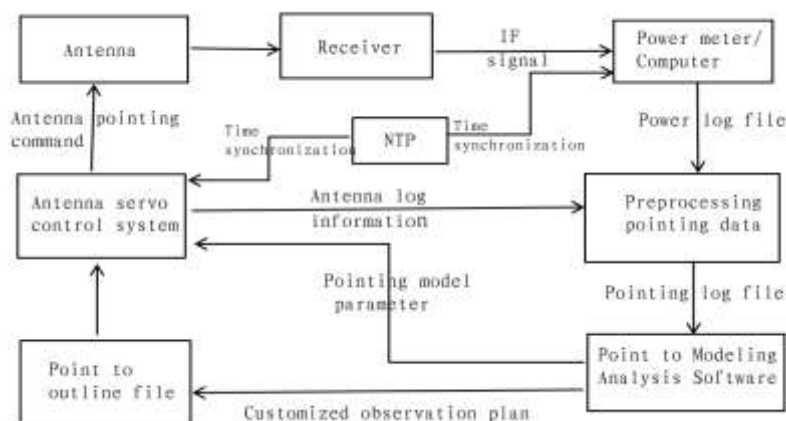 Antenna
Receiver
IF
signal
Power meter/
Computer
Antenna pointing
command
Time
synchronization
NTP
Time
synchronization
Power log file
Antenna servo
control system
Antenna log
information
Preprocessing
pointing data
Pointing model
parameter
Pointing log file
Point to
outline file
Point to Modeling
Analysis Software
Customized observation plan